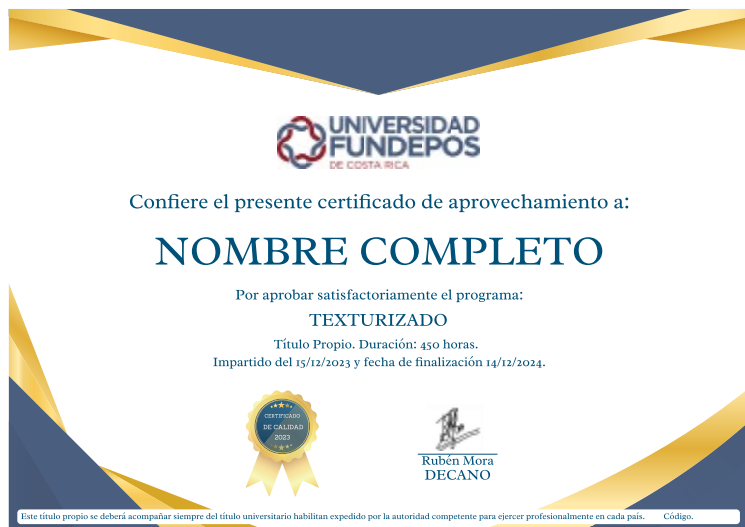 UNIVERSIDAD
FUNDEPOS
DE COSTA RICA
Confiere el presente certificado de aprovechamiento a:
NOMBRE COMPLETO
Por aprobar satisfactoriamente el programa:
TEXTURIZADO
Título Propio. Duración: 450 horas.
Impartido del 15/12/2023 y fecha de finalización 14/12/2024.
CERTIFICADO
DE CALIDAD
2023
Rubén Mora
DECANO
Este título propio se deberá acompañar siempre del título universitario habilitan expedido por la autoridad competente para ejercer profesionalmente en cada país. Código.